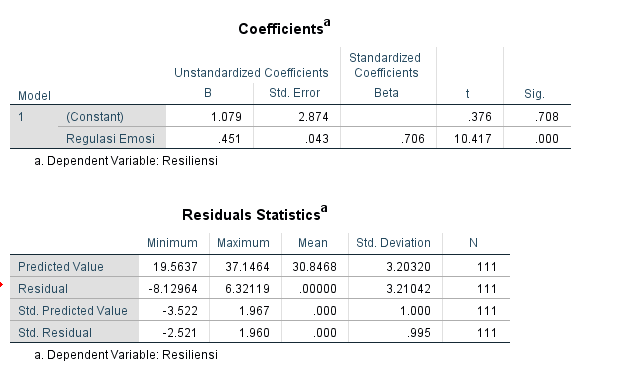 Coefficientsa
Unstandardized Coefficients Standardized Coefficients
Model B Std. Error Beta t Sig.
1 (Constant) 1.079 2.874 .376 .708
Regulasi Emosi .451 .043 .706 10.417 .000
a. Dependent Variable: Resiliensi
Residuals Statisticsa
Minimum Maximum Mean Std. Deviation N
Predicted Value 19.5637 37.1464 30.8468 3.20320 111
Residual -8.12964 6.32119 .00000 3.21042 111
Std. Predicted Value -3.522 1.967 .000 1.000 111
Std. Residual -2.521 1.960 .000 .995 111
a. Dependent Variable: Resiliensi